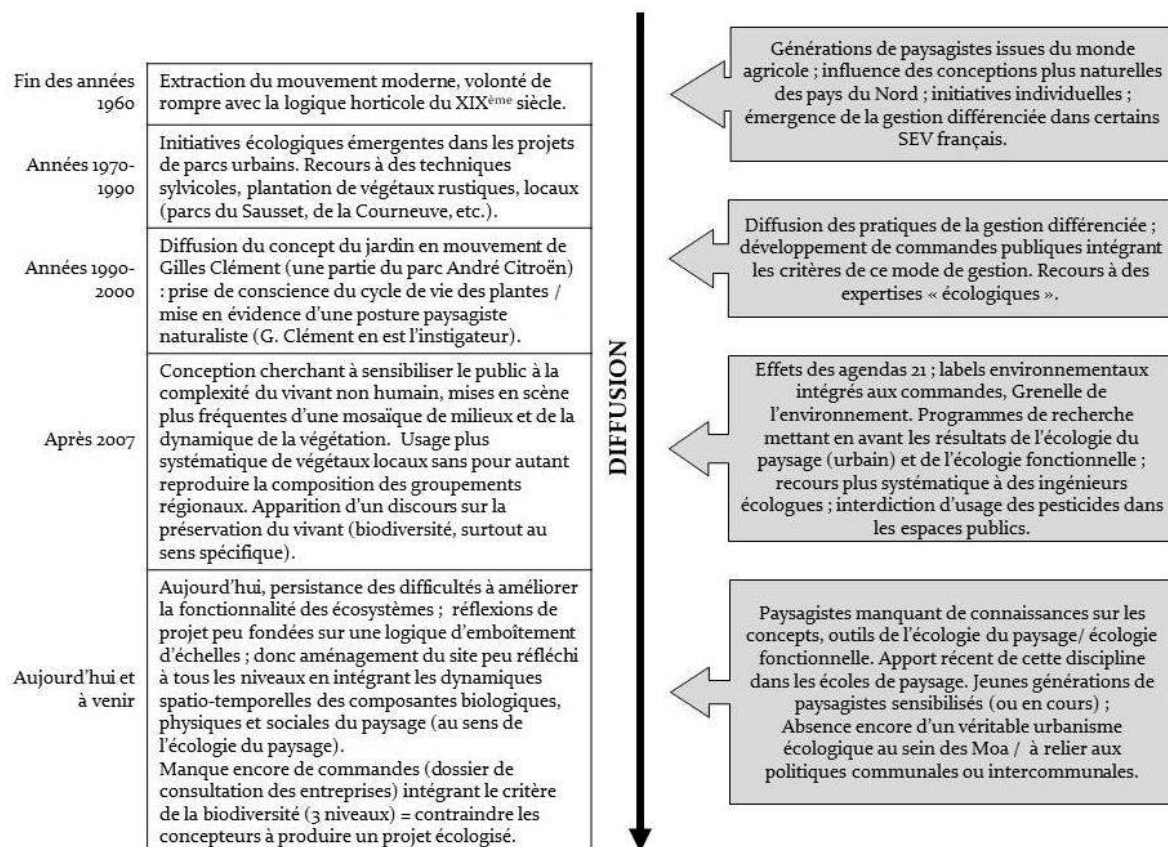 Fin des années
1960
Extraction du mouvement moderne, volonté de
rompre avec la logique horticole du XIXème siècle.
Années 1970-
1990
Initiatives écologiques émergentes dans les projets
de parcs urbains. Recours à des techniques
sylvicoles, plantation de végétaux rustiques, locaux
(parcs du Sausset, de la Courneuve, etc.).
Années 1990-
2000
Diffusion du concept du jardin en mouvement de
Gilles Clément (une partie du parc André Citroën)
: prise de conscience du cycle de vie des plantes /
mise en évidence d'une posture paysagiste
naturaliste (G. Clément en est l'instigateur).
Après 2007
Conception cherchant à sensibiliser le public à la
complexité du vivant non humain, mises en scène
plus fréquentes d'une mosaïque de milieux et de la
dynamique de la végétation. Usage plus
systématique de végétaux locaux sans pour autant
reproduire la composition des groupements
régionaux. Apparition d'un discours sur la
préservation du vivant (biodiversité, surtout au
sens spécifique).
Aujourd'hui et
à venir
Aujourd'hui, persistance des difficultés à améliorer
la fonctionnalité des écosystèmes ; réflexions de
projet peu fondées sur une logique d'emboîtement
d'échelles ; donc aménagement du site peu réfléchi
à tous les niveaux en intégrant les dynamiques
spatio-temporelles des composantes biologiques,
physiques et sociales du paysage (au sens de
l'écologie du paysage).
Manque encore de commandes (dossier de
consultation des entreprises) intégrant le critère
de la biodiversité (3 niveaux) = contraindre les
concepteurs à produire un projet écologisé.
DIFFUSION
Générations de paysagistes issues du monde
agricole ; influence des conceptions plus naturelles
des pays du Nord ; initiatives individuelles ;
émergence de la gestion différenciée dans certains
SEV français.
Diffusion des pratiques de la gestion différenciée ;
développement de commandes publiques intégrant
les critères de ce mode de gestion. Recours à des
expertises « écologiques ».
Effets des agendas 21 ; labels environnementaux
intégrés aux commandes, Grenelle de
l'environnement. Programmes de recherche
mettant en avant les résultats de l'écologie du
paysage (urbain) et de l'écologie fonctionnelle ;
recours plus systématique à des ingénieurs
écologues ; interdiction d'usage des pesticides dans
les espaces publics.
Paysagistes manquant de connaissances sur les
concepts, outils de l'écologie du paysage/ écologie
fonctionnelle. Apport récent de cette discipline
dans les écoles de paysage. Jeunes générations de
paysagistes sensibilisés (ou en cours) ;
Absence encore d'un véritable urbanisme
écologique au sein des Moa / à relier aux
politiques communales ou intercommunales.